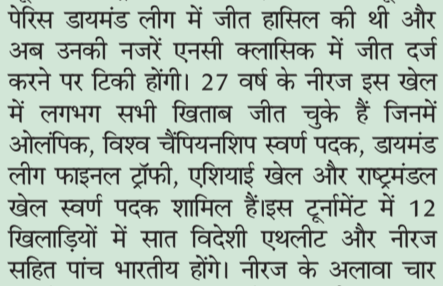 पेरिस डायमंड लीग में जीत हासिल की थी और
अब उनकी नजरें एनसी क्लासिक में जीत दर्ज
करने पर टिकी होंगी। 27 वर्ष के नीरज इस खेल
में लगभग सभी खिताब जीत चुके हैं जिनमें
ओलंपिक, विश्व चैंपियनशिप स्वर्ण पदक, डायमंड
लीग फाइनल ट्रॉफी, एशियाई खेल और राष्ट्रमंडल
खेल स्वर्ण पदक शामिल हैं।इस टूर्नामेंट में 12
खिलाड़ियों में सात विदेशी एथलीट और नीरज
सहित पांच भारतीय होंगे। नीरज के अलावा चार